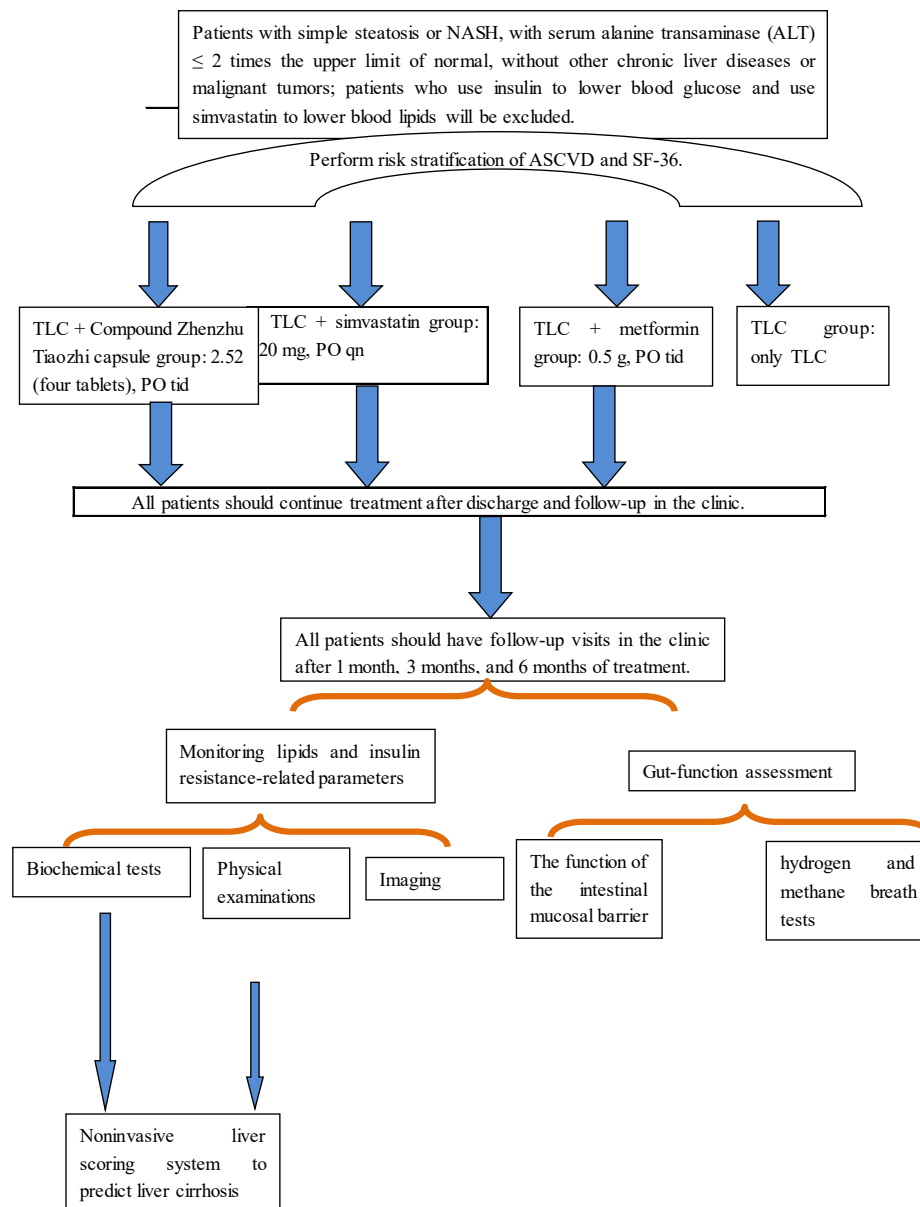 Patients with simple steatosis or NASH, with serum alanine transaminase (ALT)
≤ 2 times the upper limit of normal, without other chronic liver diseases or
malignant tumors; patients who use insulin to lower blood glucose and use
simvastatin to lower blood lipids will be excluded.
Perform risk stratification of ASCVD and SF-36.
TLC + Compound Zhenzhu
Tiaozhi capsule group: 2.52
(four tablets), PO tid
TLC + simvastatin group:
20 mg, PO qn
TLC + metformin
group: 0.5 g, PO tid
TLC group:
only TLC
All patients should continue treatment after discharge and follow-up in the clinic.
All patients should have follow-up visits in the clinic
after 1 month, 3 months, and 6 months of treatment.
Monitoring lipids and insulin
resistance-related parameters
Gut-function assessment
Biochemical tests
Physical
examinations
Imaging
The function of
the intestinal
mucosal barrier
hydrogen and
methane breath
tests
Noninvasive liver
scoring system to
predict liver cirrhosis